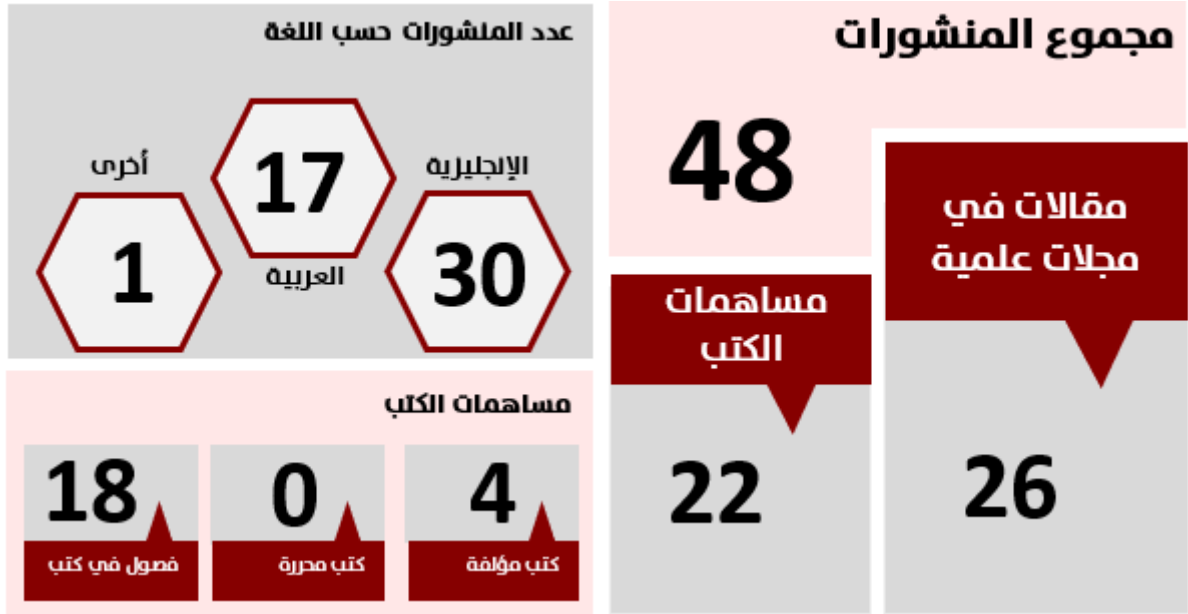 مجموع المنشورات
48
مقالات في
مجلات علمية
26
مساهمات
الكتب
22
عدد المنشورات حسب اللغة
الإنجليزية
30
17
العربية
أخرى
1
مساهمات الكتب
4
كتب مؤلفة
0
كتب محررة
18
فصول في كتب